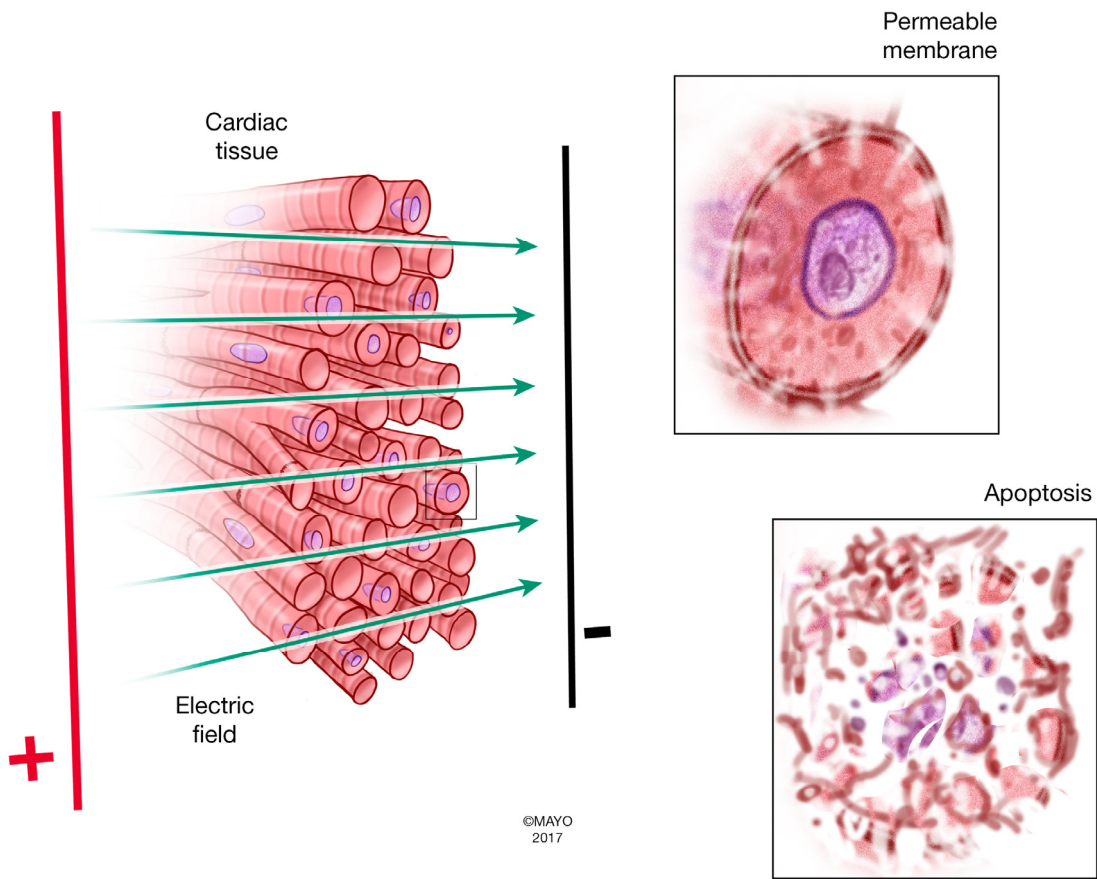 Permeable
membrane
Cardiac
tissue
Apoptosis
Electric
field
+
-
©MAYO
2017